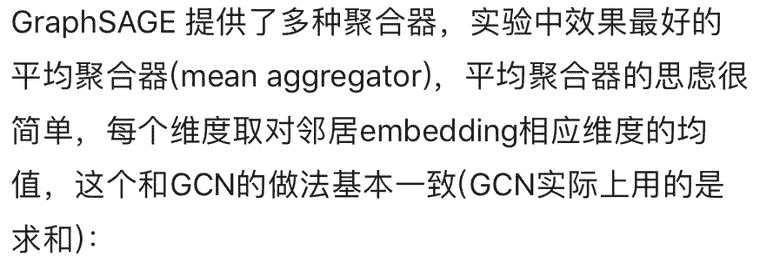 GraphSAGE 提供了多种聚合器，实验中效果最好的
平均聚合器(mean aggregator)，平均聚合器的思虑很
简单，每个维度取对邻居embedding相应维度的均
值，这个和GCN的做法基本一致(GCN实际上用的是
求和)：